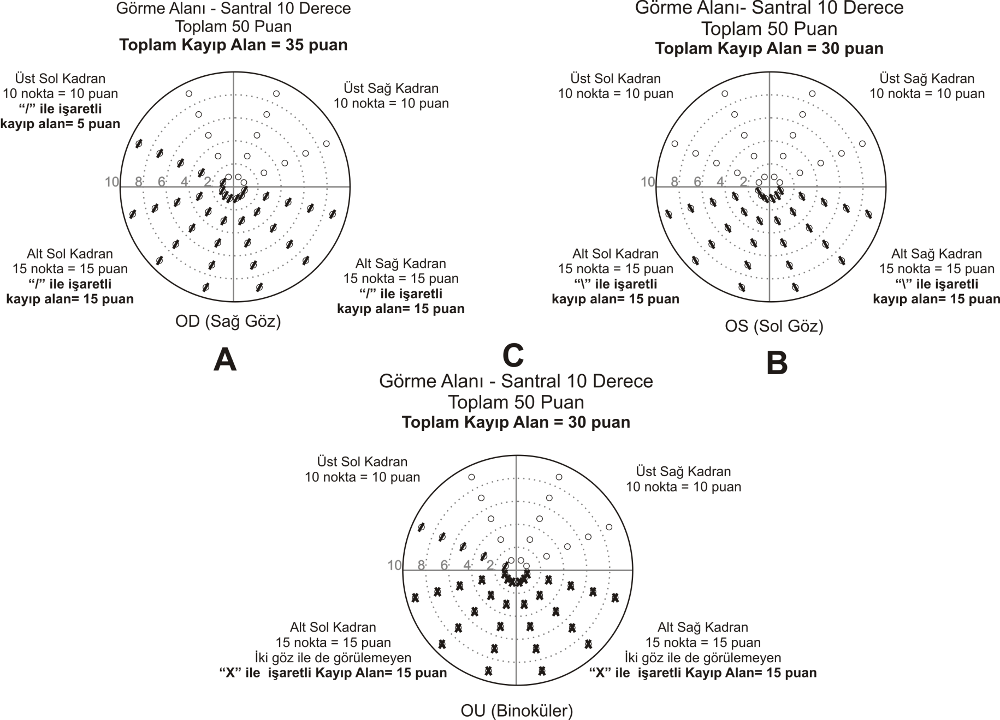 Görme Alanı - Santral 10 Derece
Toplam 50 Puan
Toplam Kayıp Alan = 35 puan
Üst Sol Kadran
10 nokta = 10 puan
“/” ile işaretli
kayıp alan= 5 puan
Üst Sağ Kadran
10 nokta = 10 puan
10 8 6 4 2
Alt Sol Kadran
15 nokta = 15 puan
“/” ile işaretli
kayıp alan= 15 puan
Alt Sağ Kadran
15 nokta = 15 puan
“/” ile işaretli
kayıp alan= 15 puan
OD (Sağ Göz)
A
Görme Alanı- Santral 10 Derece
Toplam 50 Puan
Toplam Kayıp Alan = 30 puan
Üst Sol Kadran
10 nokta = 10 puan
Üst Sağ Kadran
10 nokta = 10 puan
10 8 6 4 2
Alt Sol Kadran
15 nokta = 15 puan
“\” ile işaretli
kayıp alan= 15 puan
Alt Sağ Kadran
15 nokta = 15 puan
“\” ile işaretli
kayıp alan= 15 puan
OS (Sol Göz)
B
C
Görme Alanı - Santral 10 Derece
Toplam 50 Puan
Toplam Kayıp Alan = 30 puan
Üst Sol Kadran
10 nokta = 10 puan
Üst Sağ Kadran
10 nokta = 10 puan
10 8 6 4 2
Alt Sol Kadran
15 nokta = 15 puan
İki göz ile de görülemeyen
“X” ile işaretli Kayıp Alan= 15 puan
Alt Sağ Kadran
15 nokta = 15 puan
İki göz ile de görülemeyen
“X” ile işaretli Kayıp Alan= 15 puan
OU (Binoküler)